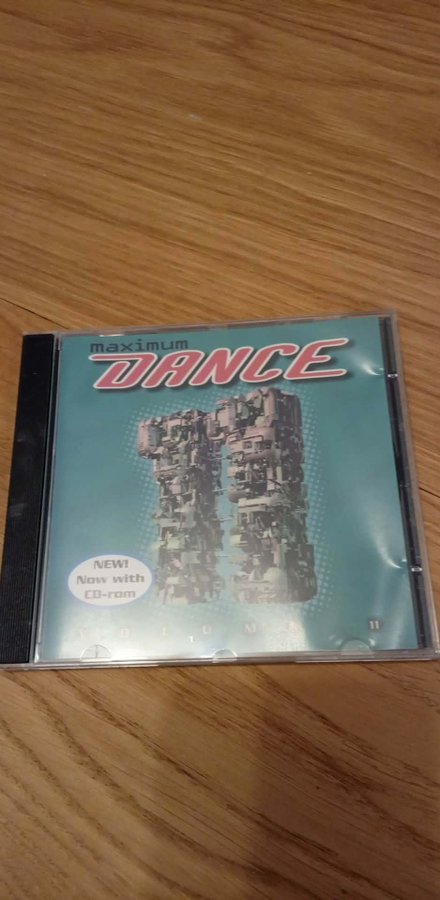 maximum
DANCE
NEW!
Now with
CD-rom
VOLUME 11